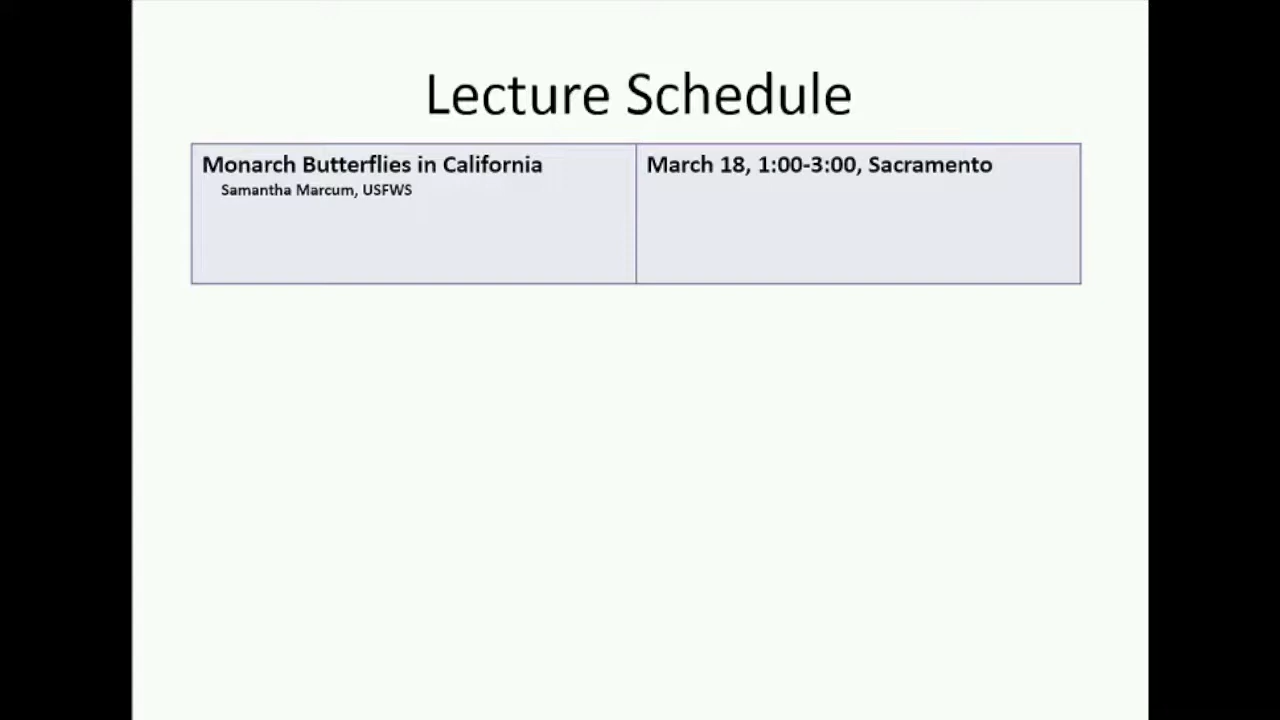 Lecture Schedule
Monarch Butterflies in California
Samantha Marcum, USFWS
March 18, 1:00-3:00, Sacramento